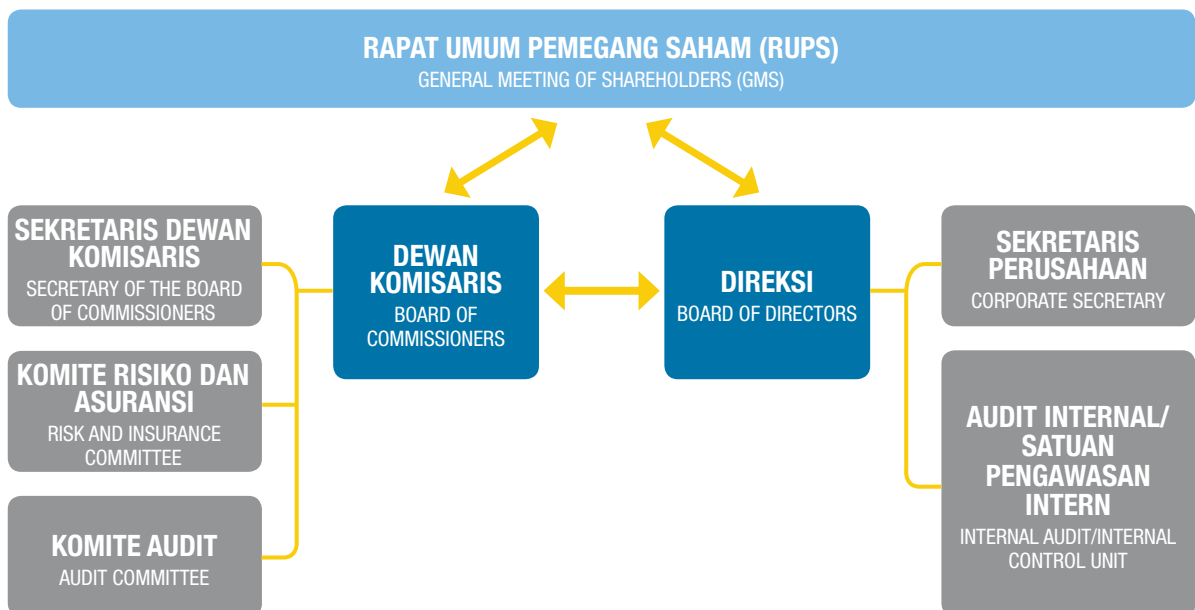 RAPAT UMUM PEMEGANG SAHAM (RUPS)
GENERAL MEETING OF SHAREHOLDERS (GMS)
SEKRETARIS DEWAN
KOMISARIS
SECRETARY OF THE BOARD
OF COMMISSIONERS
KOMITE RISIKO DAN
ASURANSI
RISK AND INSURANCE
COMMITTEE
KOMITE AUDIT
AUDIT COMMITTEE
DEWAN
KOMISARIS
BOARD OF
COMMISSIONERS
DIREKSI
BOARD OF DIRECTORS
SEKRETARIS
PERUSAHAAN
CORPORATE SECRETARY
AUDIT INTERNAL/
SATUAN
PENGAWASAN
INTERN
INTERNAL AUDIT/INTERNAL
CONTROL UNIT